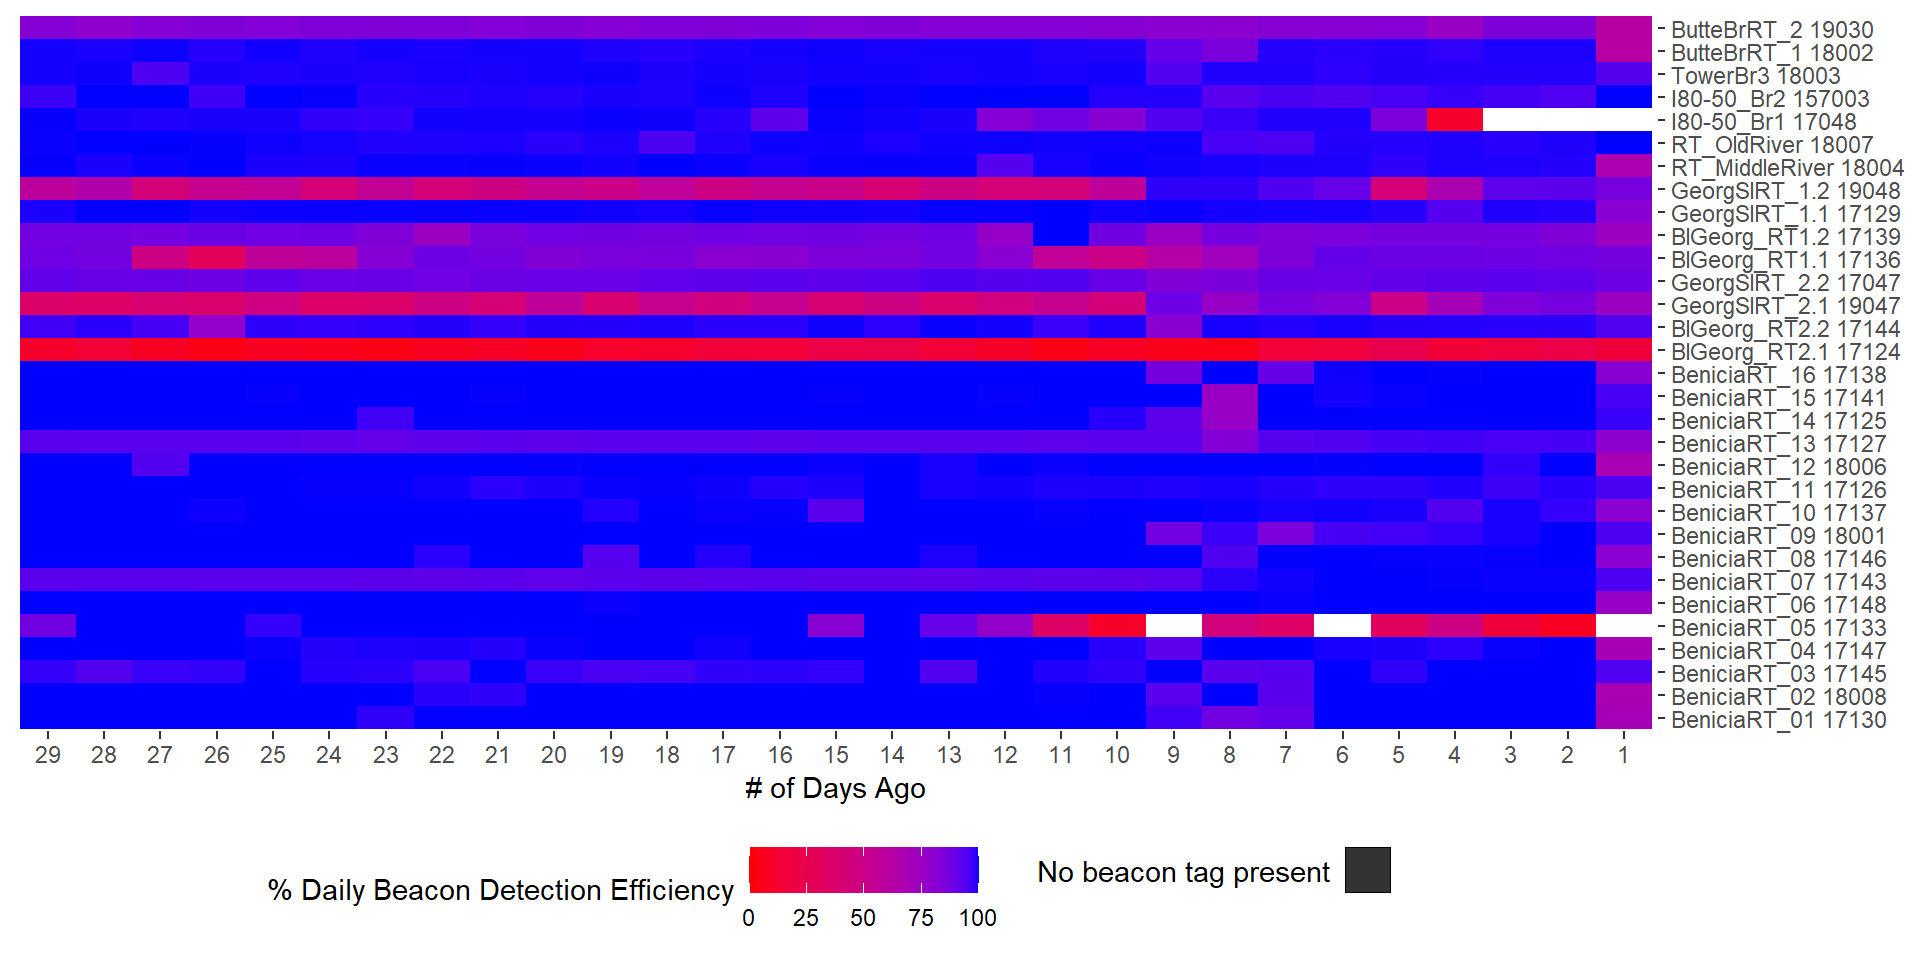 ButteBrRT_2 19030
ButteBrRT_1 18002
TowerBr3 18003
I80-50_Br2 157003
I80-50_Br1 17048
RT_OldRiver 18007
RT_MiddleRiver 18004
GeorgSlRT_1.2 19048
GeorgSlRT_1.1 17129
BlGeorg_RT1.2 17139
BlGeorg_RT1.1 17136
GeorgSlRT_2.2 17047
GeorgSlRT_2.1 19047
BlGeorg_RT2.2 17144
BlGeorg_RT2.1 17124
BeniciaRT_16 17138
BeniciaRT_15 17141
BeniciaRT_14 17125
BeniciaRT_13 17127
BeniciaRT_12 18006
BeniciaRT_11 17126
BeniciaRT_10 17137
BeniciaRT_09 18001
BeniciaRT_08 17146
BeniciaRT_07 17143
BeniciaRT_06 17148
BeniciaRT_05 17133
BeniciaRT_04 17147
BeniciaRT_03 17145
BeniciaRT_02 18008
BeniciaRT_01 17130
29 28 27 26 25 24 23 22 21 20 19 18 17 16 15 14 13 12 11 10 9 8 7 6 5 4 3 2 1
# of Days Ago
% Daily Beacon Detection Efficiency
0 25 50 75 100
No beacon tag present